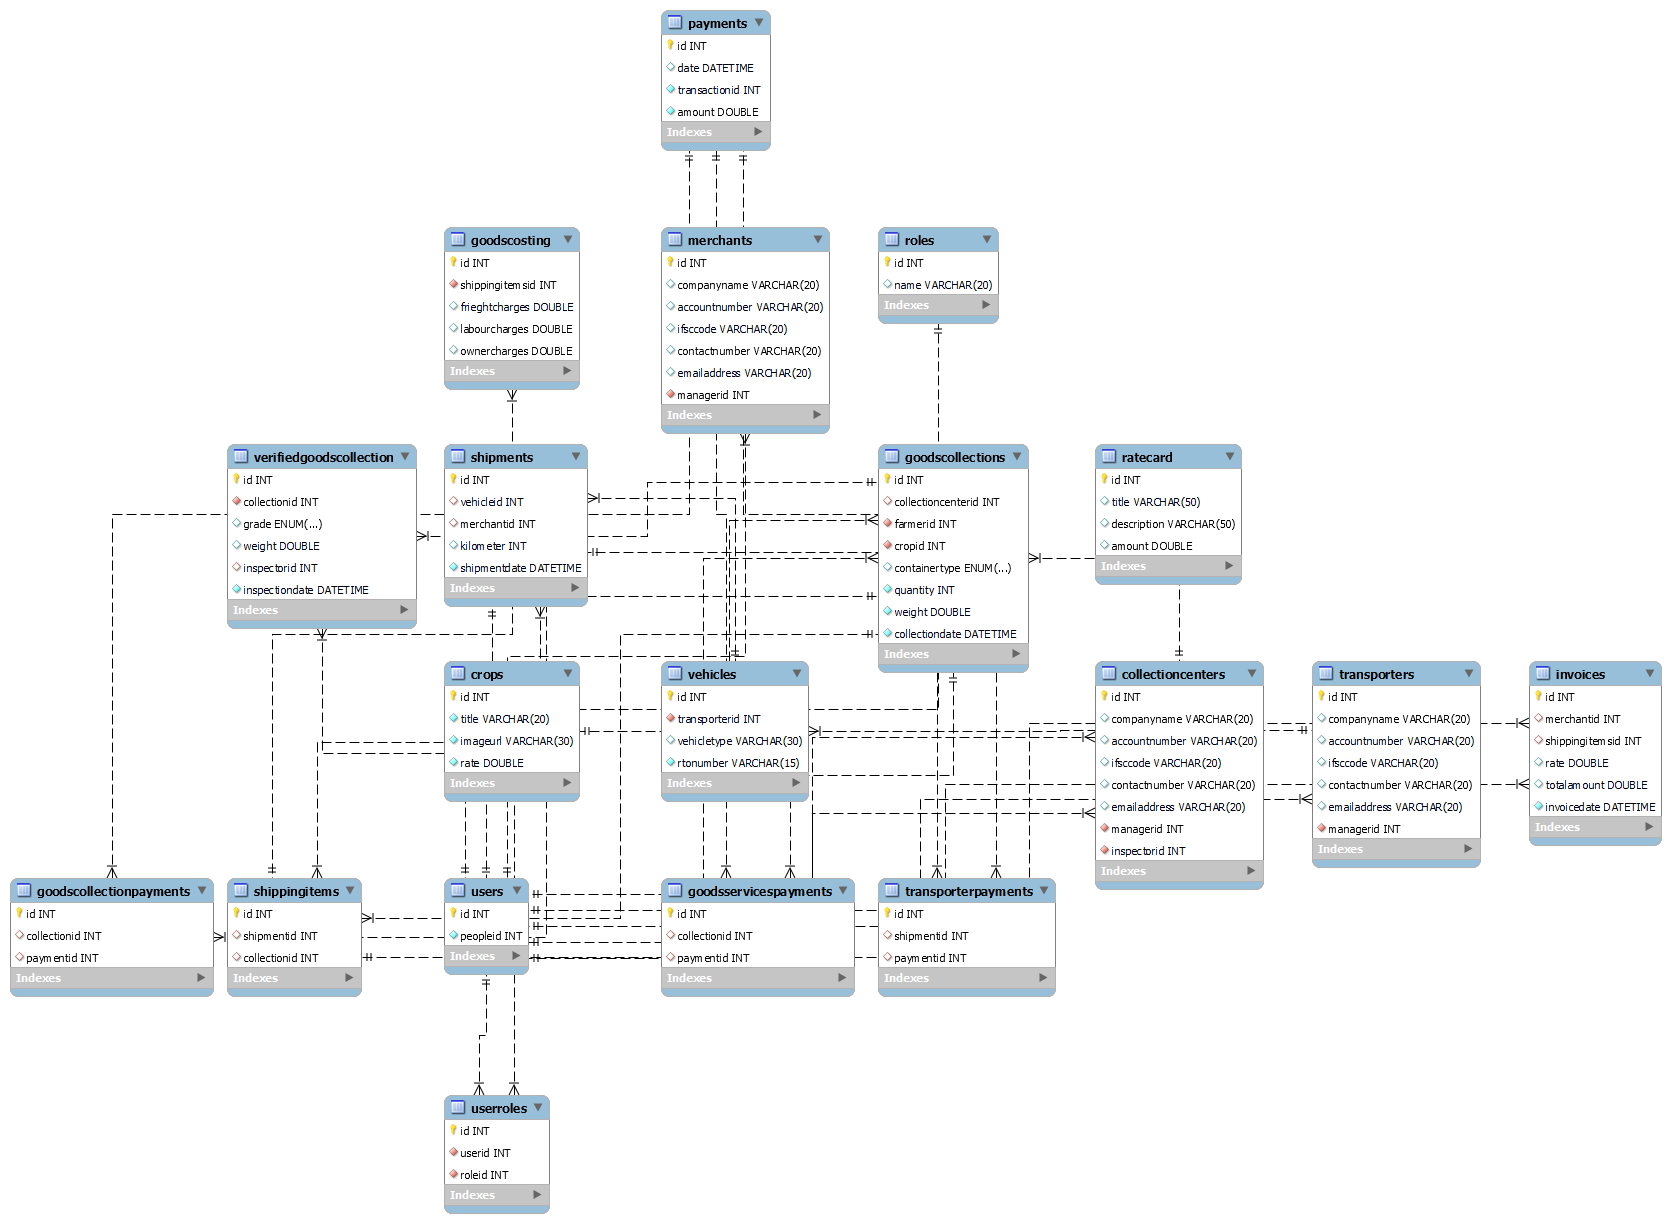 payments
id INT
date DATETIME
transactionid INT
amount DOUBLE
Indexes
goodscosting
id INT
shippingitemsid INT
frieghtcharges DOUBLE
labourcharges DOUBLE
ownercharges DOUBLE
Indexes
merchants
id INT
companyname VARCHAR(20)
accountnumber VARCHAR(20)
ifsccode VARCHAR(20)
contactnumber VARCHAR(20)
emailaddress VARCHAR(20)
managerid INT
Indexes
roles
id INT
name VARCHAR(20)
Indexes
verifiedgoodscollection
id INT
collectionid INT
grade ENUM(...)
weight DOUBLE
inspectorid INT
inspectiondate DATETIME
Indexes
shipments
id INT
vehicleid INT
merchantid INT
kilometer INT
shipmentdate DATETIME
Indexes
goodscollections
id INT
collectioncenterid INT
farmerid INT
cropid INT
containertype ENUM(...)
quantity INT
weight DOUBLE
collectiondate DATETIME
Indexes
ratecard
id INT
title VARCHAR(50)
description VARCHAR(50)
amount DOUBLE
Indexes
crops
id INT
title VARCHAR(20)
imageurl VARCHAR(30)
rate DOUBLE
Indexes
vehicles
id INT
transporterid INT
vehicletype VARCHAR(30)
rtonumber VARCHAR(15)
Indexes
collectioncenters
id INT
companyname VARCHAR(20)
accountnumber VARCHAR(20)
ifsccode VARCHAR(20)
contactnumber VARCHAR(20)
emailaddress VARCHAR(20)
managerid INT
inspectorid INT
Indexes
transporters
id INT
companyname VARCHAR(20)
accountnumber VARCHAR(20)
ifsccode VARCHAR(20)
contactnumber VARCHAR(20)
emailaddress VARCHAR(20)
managerid INT
Indexes
invoices
id INT
merchantid INT
shippingitemsid INT
rate DOUBLE
totalamount DOUBLE
invoicedate DATETIME
Indexes
goodscollectionpayments
id INT
collectionid INT
paymentid INT
Indexes
shippingitems
id INT
shipmentid INT
collectionid INT
Indexes
users
id INT
peopleid INT
Indexes
goodsservicespayments
id INT
collectionid INT
paymentid INT
Indexes
transporterpayments
id INT
shipmentid INT
paymentid INT
Indexes
userroles
id INT
userid INT
roleid INT
Indexes